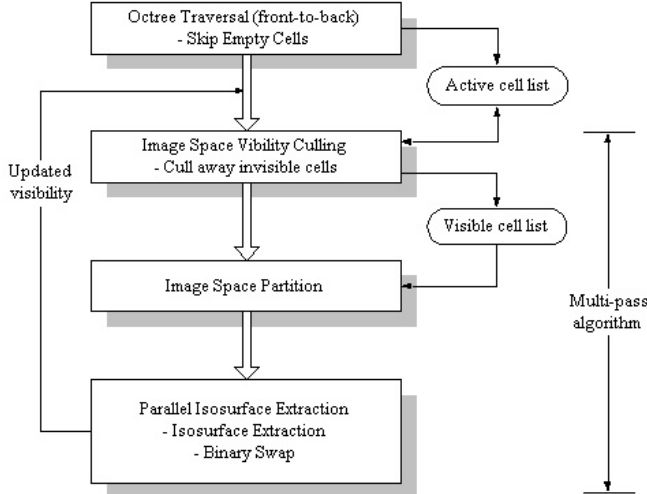 Octree Traversal (front-to-back)
- Skip Empty Cells
Active cell list
Image Space Vibility Culling
- Cull away invisible cells
Updated
visibility
Visible cell list
Image Space Partition
Multi-pass
algorithm
Parallel Isosurface Extraction
- Isosurface Extraction
- Binary Swap